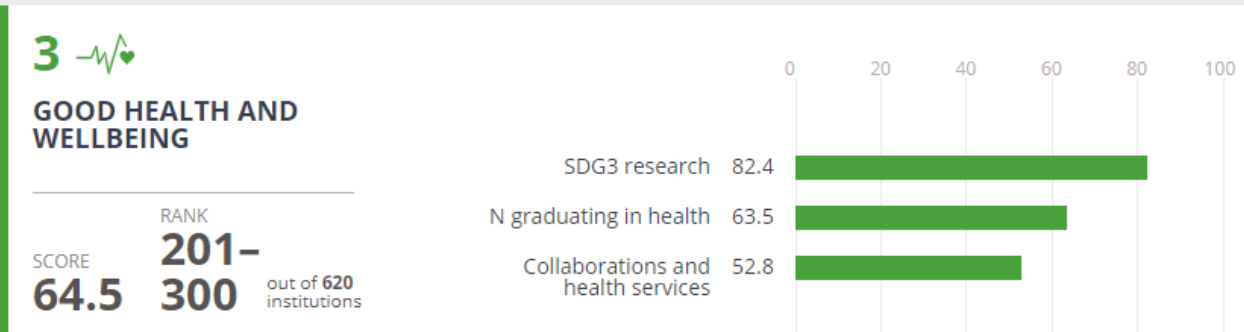 3
GOOD HEALTH AND
WELLBEING
SCORE
64.5
RANK
201–
300
out of 620
institutions
0 20 40 60 80 100
SDG3 research 82.4
N graduating in health 63.5
Collaborations and 52.8
health services